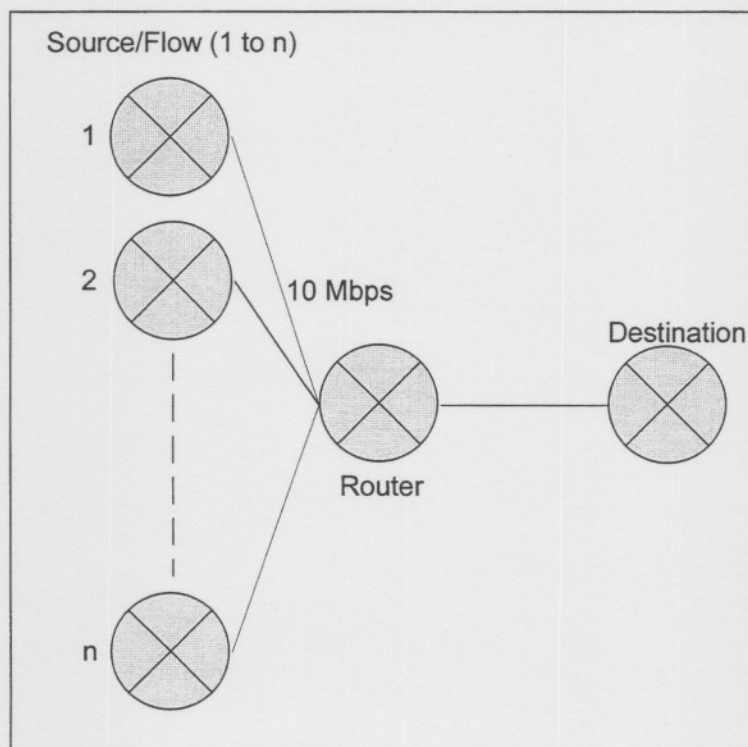 Source/Flow (1 to n)
1
2
10 Mbps
Destination
Router
n